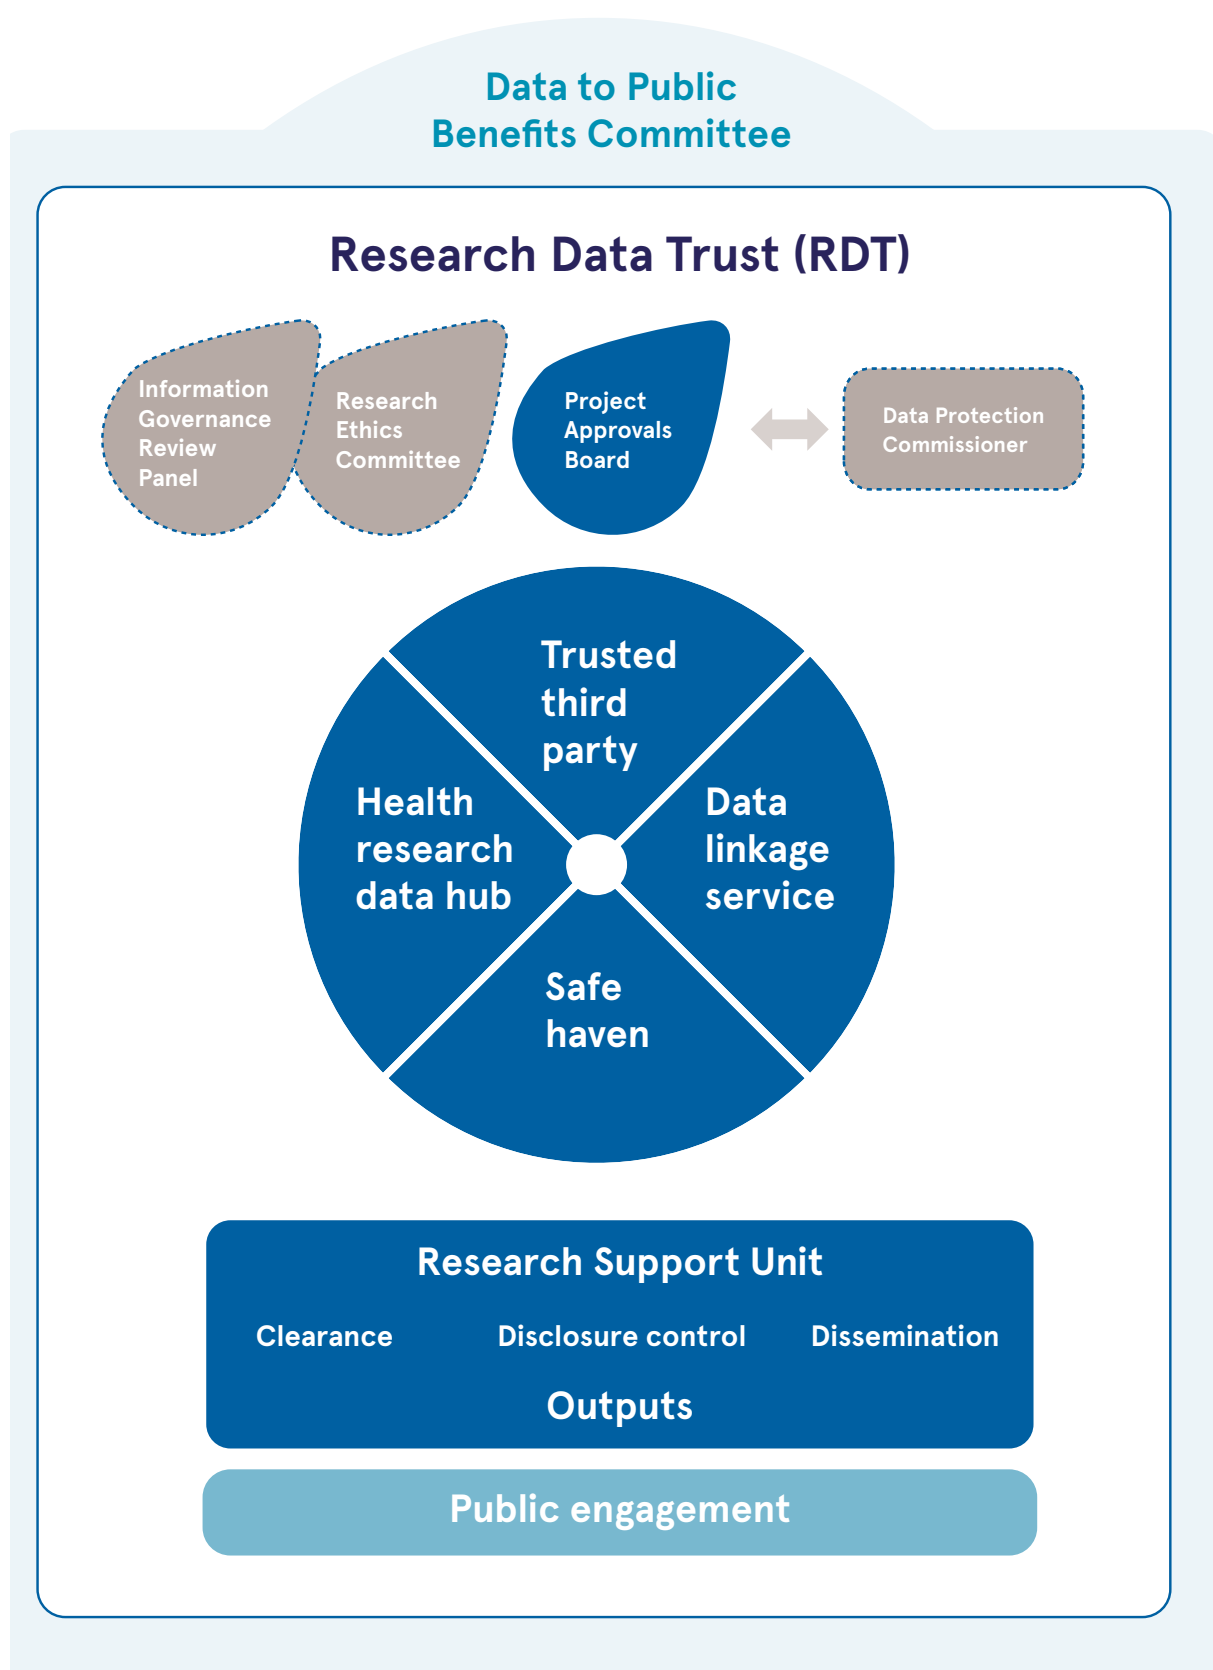 Data to Public
Benefits Committee
Research Data Trust (RDT)
Information
Governance
Review
Panel
Research
Ethics
Committee
Project
Approvals
Board
Data Protection
Commissioner
Trusted
third
party
Health
research
data hub
Data
linkage
service
Safe
haven
Research Support Unit
Clearance
Disclosure control
Dissemination
Outputs
Public engagement